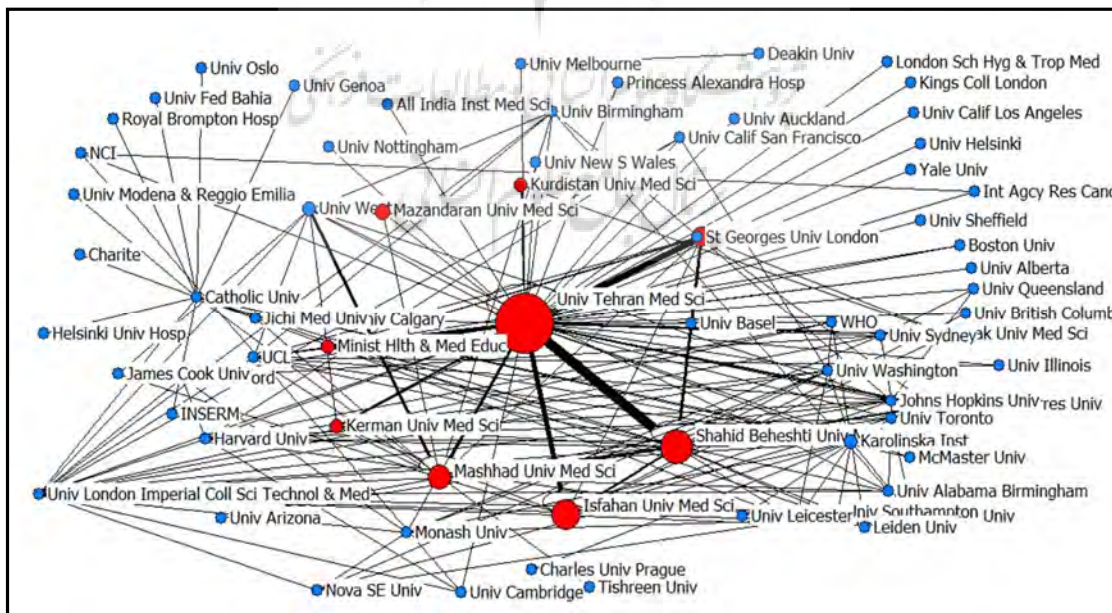 Deakin Univ
Univ Melbourne
London Sch Hyg & Trop Med
Univ Oslo
Univ Genoa
Princess Alexandra Hosp
Kings Coll London
Univ Fed Bahia
All India Inst Med Sci
Univ Birmingham
Univ Auckland
Univ Calif Los Angeles
Royal Brompton Hosp
Univ Calif San Francisco
Univ Helsinki
NCI
Univ Nottingham
Univ New S Wales
Yale Univ
Kurdistan Univ Med Sci
Int Agcy Res Canc
Univ Modena & Reggio Emilia
Univ West
Mazandaran Univ Med Sci
Univ Sheffield
St Georges Univ London
Boston Univ
Charite
Univ Alberta
Catholic Univ
Univ Tehran Med Sci
Univ Queensland
Jichi Med Univ
Calgary
Univ Basel
WHO
Univ British Columb
Helsinki Univ Hosp
Univ Sydney
Univ Med Sci
Minist Hlth & Med Educ
UCL
Univ Illinois
James Cook Univ
Univ Washington
Johns Hopkins Univ
Univ
INSERM
Univ Toronto
Kerman Univ Med Sci
Harvard Univ
Shahid Beheshti Univ
Karolinska Inst
McMaster Univ
Mashhad Univ Med Sci
Univ London Imperial Coll Sci Technol & Med
Univ Alabama Birmingham
Isfahan Univ Med Sci
Univ Arizona
Univ Leicester
Univ Southampton
Univ
Monash Univ
Leiden Univ
Charles Univ Prague
Nova SE Univ
Univ Cambridge
Tishreen Univ